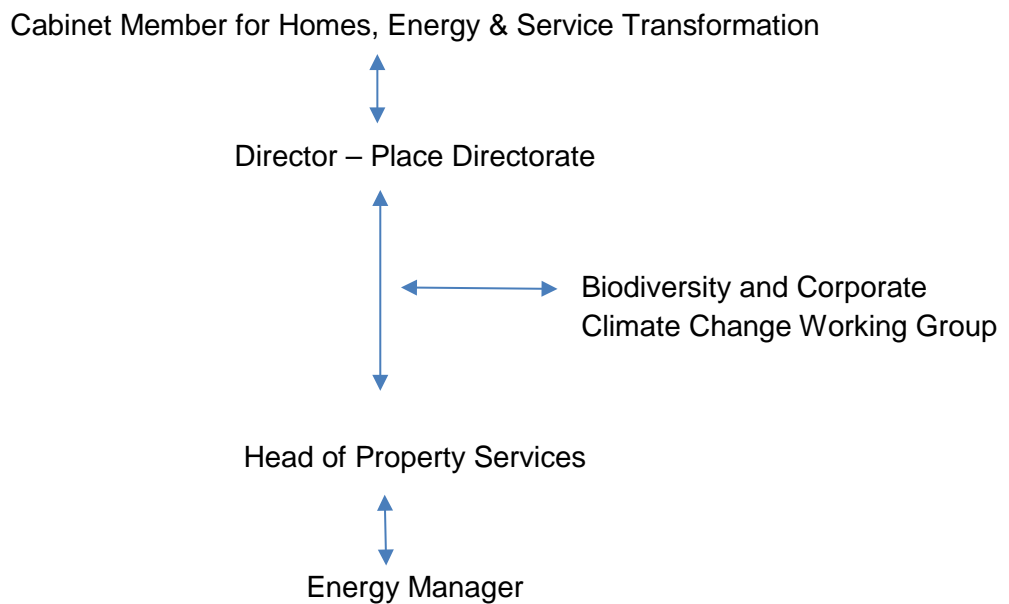 Cabinet Member for Homes, Energy & Service Transformation
Director – Place Directorate
Biodiversity and Corporate
Climate Change Working Group
Head of Property Services
Energy Manager